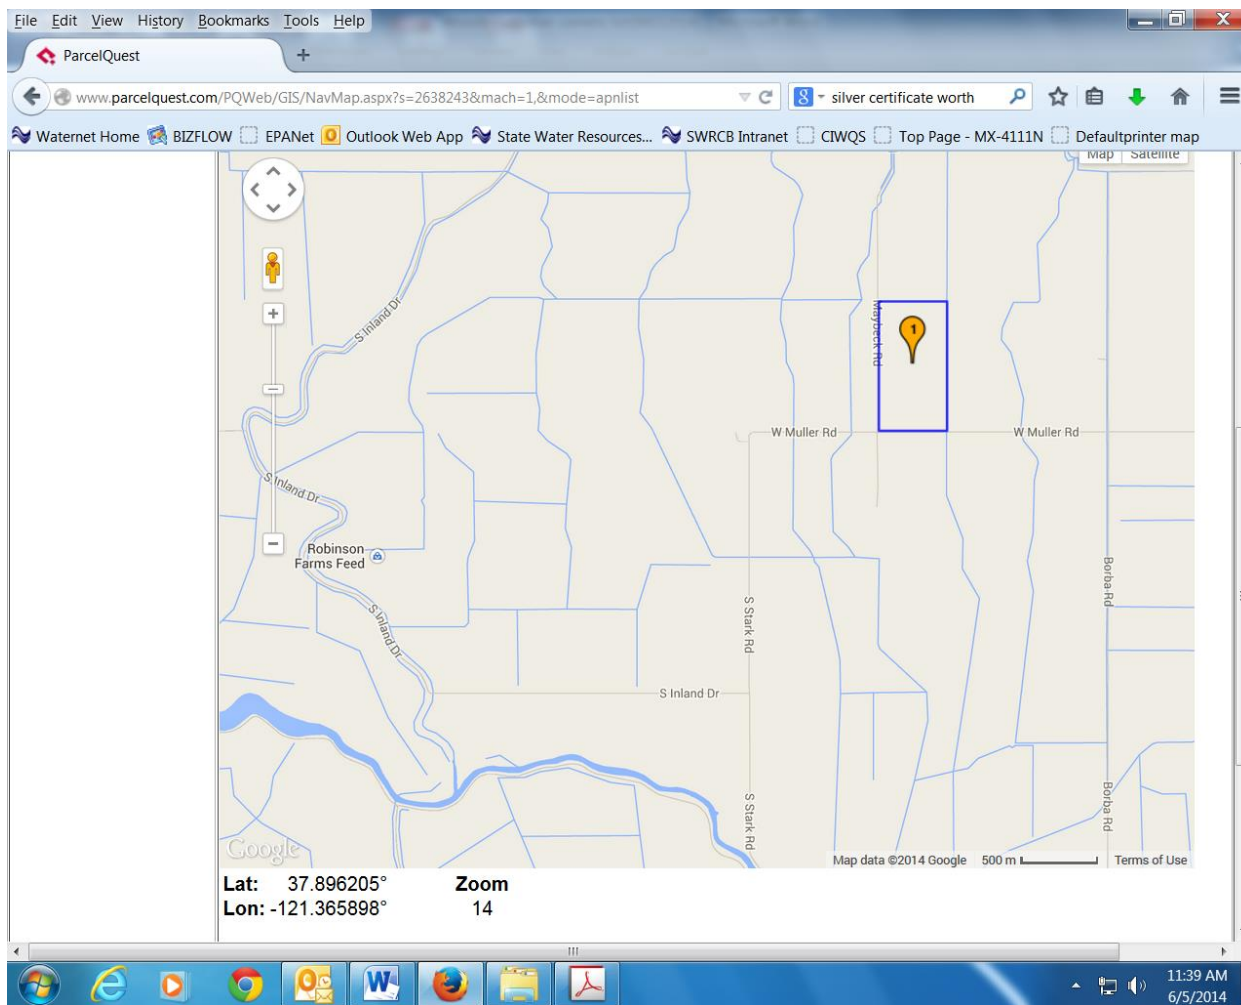 File Edit View History Bookmarks Tools Help
ParcelQuest
www.parcelquest.com/PQWeb/GIS/NavMap.aspx?s=2638243&mach=1,&mode=apnlist
silver certificate worth
Waternet Home BIZFLOW EPANet Outlook Web App State Water Resources... SWRCB Intranet CIWQS Top Page - MX-4111N Defaultprinter map
Map Satellite
S Inland Dr
Maybeck Rd
1
W Muller Rd
W Muller Rd
S Inland Dr
Robinson
Farms Feed
Borba Rd
S Stark Rd
S Inland Dr
S Inland Dr
S Stark Rd
Borba Rd
Google
Map data ©2014 Google 500 m Terms of Use
Lat: 37.896205° Zoom
Lon: -121.365898° 14
11:39 AM
6/5/2014